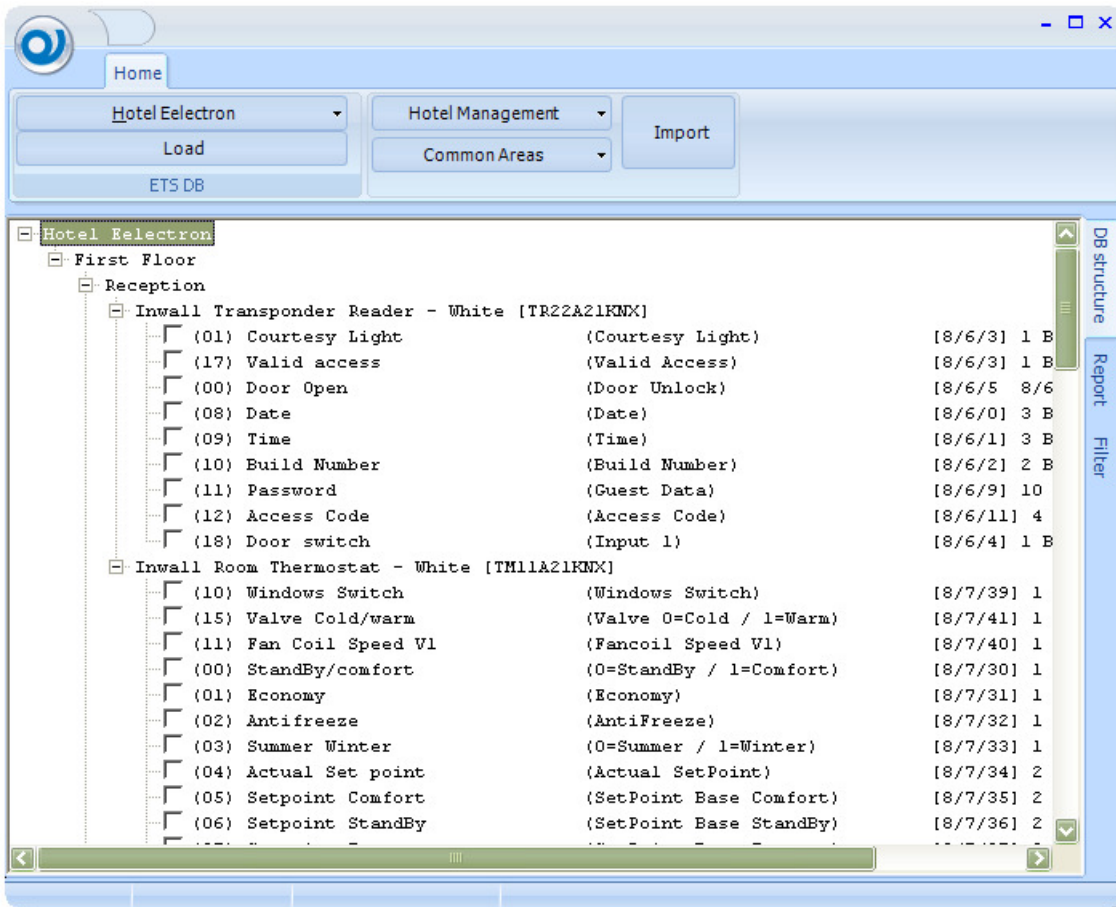 Home
Hotel Eelectron
Load
ETS DB
Hotel Management
Common Areas
Import
Hotel Eelectron
First Floor
Reception
Inwall Transponder Reader - White [TR22A21KNX]
(01) Courtesy Light (Courtesy Light) [8/6/3] 1 B
(17) Valid access (Valid Access) [8/6/3] 1 B
(00) Door Open (Door Unlock) [8/6/5 8/6
(08) Date (Date) [8/6/0] 3 B
(09) Time (Time) [8/6/1] 3 B
(10) Build Number (Build Number) [8/6/2] 2 B
(11) Password (Guest Data) [8/6/9] 10
(12) Access Code (Access Code) [8/6/11] 4
(18) Door switch (Input 1) [8/6/4] 1 B
Inwall Room Thermostat - White [TM11A21KNX]
(10) Windows Switch (Windows Switch) [8/7/39] 1
(15) Valve Cold/warm (Valve 0=Cold / 1=Warm) [8/7/41] 1
(11) Fan Coil Speed V1 (Fancoil Speed V1) [8/7/40] 1
(00) StandBy/comfort (0=StandBy / 1=Comfort) [8/7/30] 1
(01) Economy (Economy) [8/7/31] 1
(02) Antifreeze (AntiFreeze) [8/7/32] 1
(03) Summer Winter (0=Summer / 1=Winter) [8/7/33] 1
(04) Actual Set point (Actual SetPoint) [8/7/34] 2
(05) Setpoint Comfort (SetPoint Base Comfort) [8/7/35] 2
(06) Setpoint StandBy (SetPoint Base StandBy) [8/7/36] 2
DB structure
Report
Filter